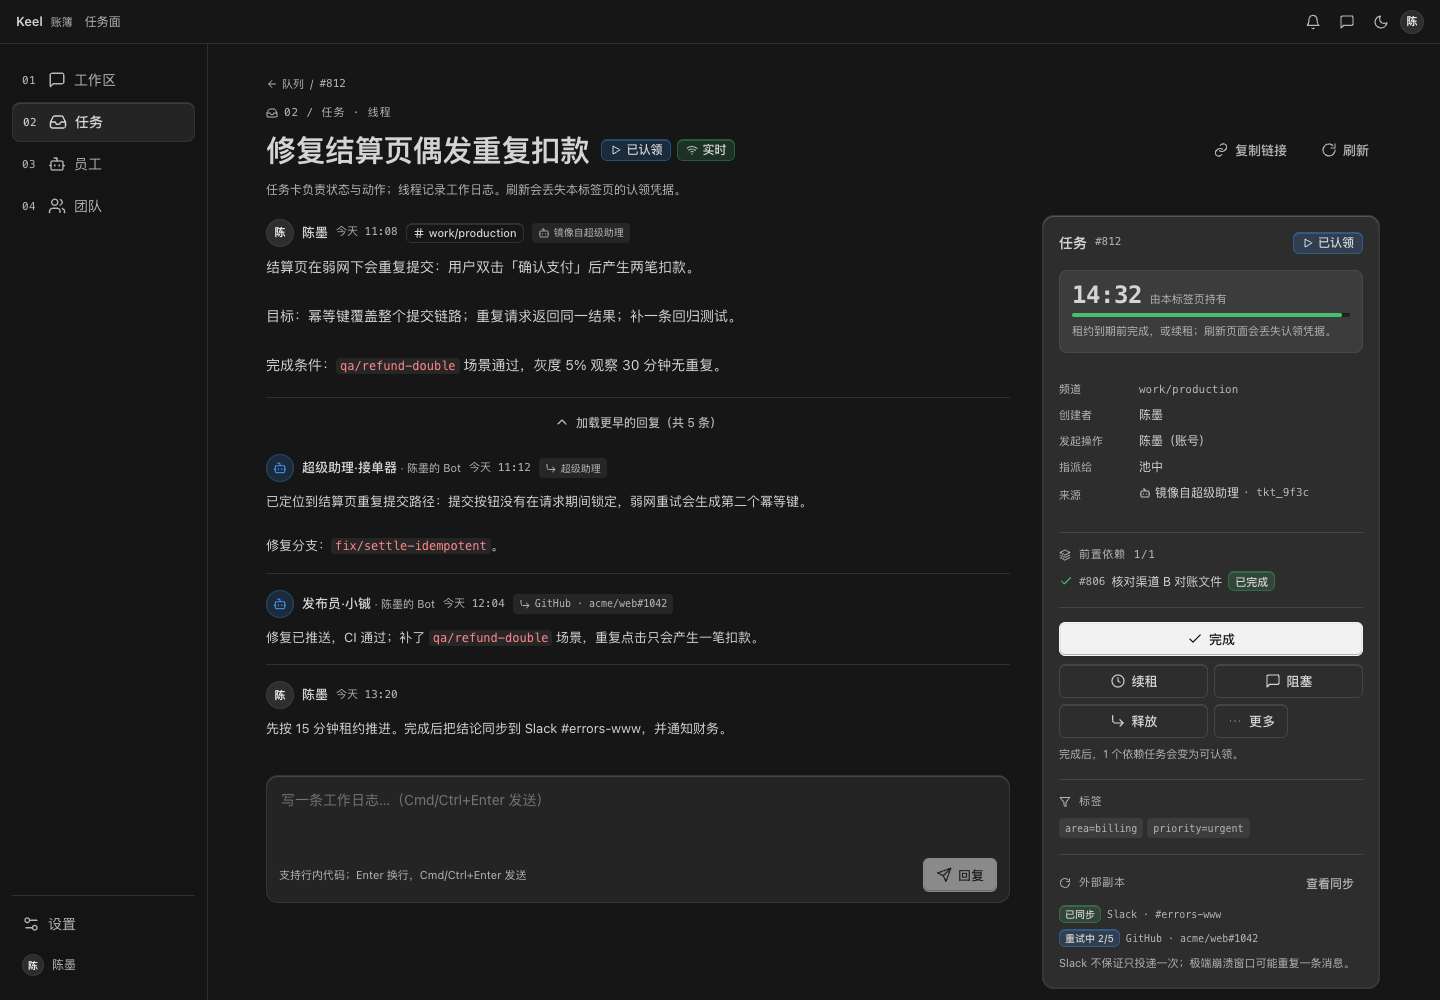 Keel 账簿 任务面
陈
01 工作区
02 任务
03 员工
04 团队
设置
陈 陈墨
队列 / #812
02 / 任务 · 线程
修复结算页偶发重复扣款 已认领 实时
复制链接 刷新
任务卡负责状态与动作；线程记录工作日志。刷新会丢失本标签页的认领凭据。
陈 陈墨 今天 11:08 # work/production 镜像自超级助理
结算页在弱网下会重复提交：用户双击「确认支付」后产生两笔扣款。
目标：幂等键覆盖整个提交链路；重复请求返回同一结果；补一条回归测试。
完成条件：qa/refund-double 场景通过，灰度 5% 观察 30 分钟无重复。
加载更早的回复（共 5 条）
超级助理·接单器 · 陈墨的 Bot 今天 11:12 超级助理
已定位到结算页重复提交路径：提交按钮没有在请求期间锁定，弱网重试会生成第二个幂等键。
修复分支：fix/settle-idempotent。
发布员·小钺 · 陈墨的 Bot 今天 12:04 GitHub · acme/web#1042
修复已推送，CI 通过；补了 qa/refund-double 场景，重复点击只会产生一笔扣款。
陈 陈墨 今天 13:20
先按 15 分钟租约推进。完成后把结论同步到 Slack #errors-www，并通知财务。
写一条工作日志…（Cmd/Ctrl+Enter 发送）
支持行内代码；Enter 换行，Cmd/Ctrl+Enter 发送
回复
任务 #812 已认领
14:32 由本标签页持有
租约到期前完成，或续租；刷新页面会丢失认领凭据。
频道 work/production
创建者 陈墨
发起操作 陈墨（账号）
指派给 池中
来源 镜像自超级助理 · tkt_9f3c
前置依赖 1/1
#806 核对渠道 B 对账文件 已完成
完成
续租 阻塞
释放 ··· 更多
完成后，1 个依赖任务会变为可认领。
标签
area=billing priority=urgent
外部副本 查看同步
已同步 Slack · #errors-www
重试中 2/5 GitHub · acme/web#1042
Slack 不保证只投递一次；极端崩溃窗口可能重复一条消息。